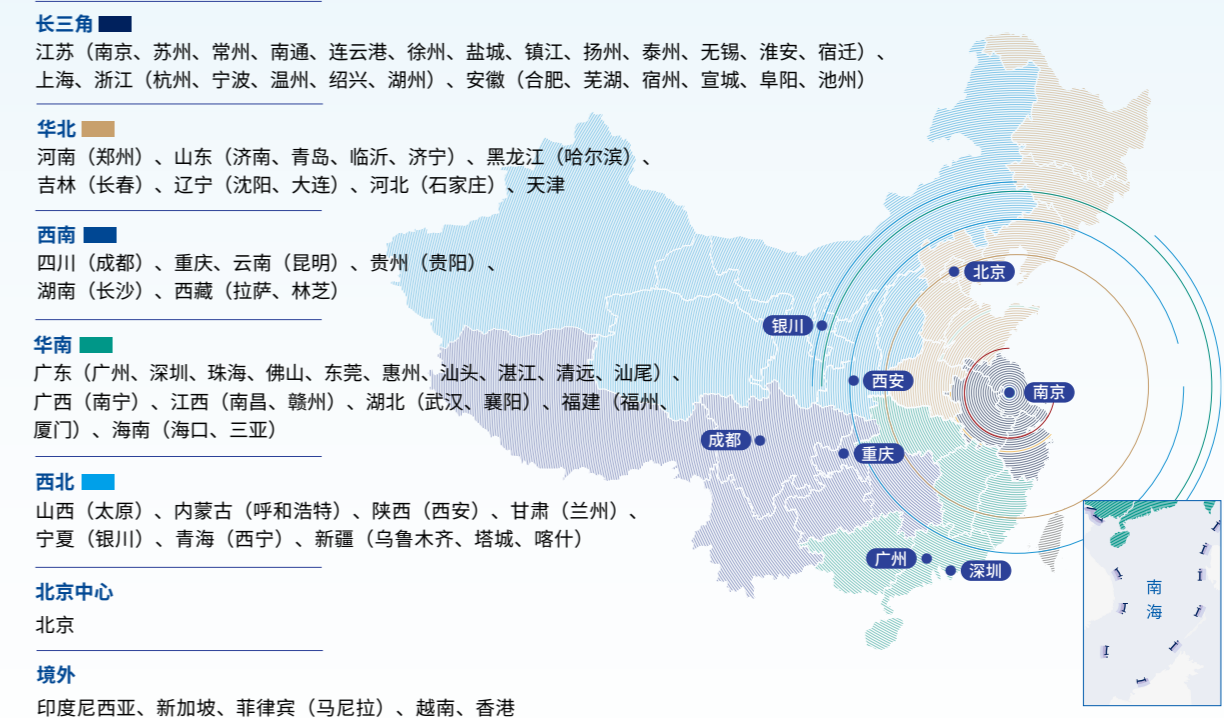 长三角
江苏（南京、苏州、常州、南通、连云港、徐州、盐城、镇江、扬州、泰州、无锡、淮安、宿迁）、
上海、浙江（杭州、宁波、温州、绍兴、湖州）、安徽（合肥、芜湖、宿州、宣城、阜阳、池州）
华北
河南（郑州）、山东（济南、青岛、临沂、济宁）、黑龙江（哈尔滨）、
吉林（长春）、辽宁（沈阳、大连）、河北（石家庄）、天津
西南
四川（成都）、重庆、云南（昆明）、贵州（贵阳）、
湖南（长沙）、西藏（拉萨、林芝）
华南
广东（广州、深圳、珠海、佛山、东莞、惠州、汕头、湛江、清远、汕尾）、
广西（南宁）、江西（南昌、赣州）、湖北（武汉、襄阳）、福建（福州、
厦门）、海南（海口、三亚）
西北
山西（太原）、内蒙古（呼和浩特）、陕西（西安）、甘肃（兰州）、
宁夏（银川）、青海（西宁）、新疆（乌鲁木齐、塔城、喀什）
北京中心
北京
境外
印度尼西亚、新加坡、菲律宾（马尼拉）、越南、香港
北京
银川
西安
南京
成都
重庆
广州
深圳
南
海